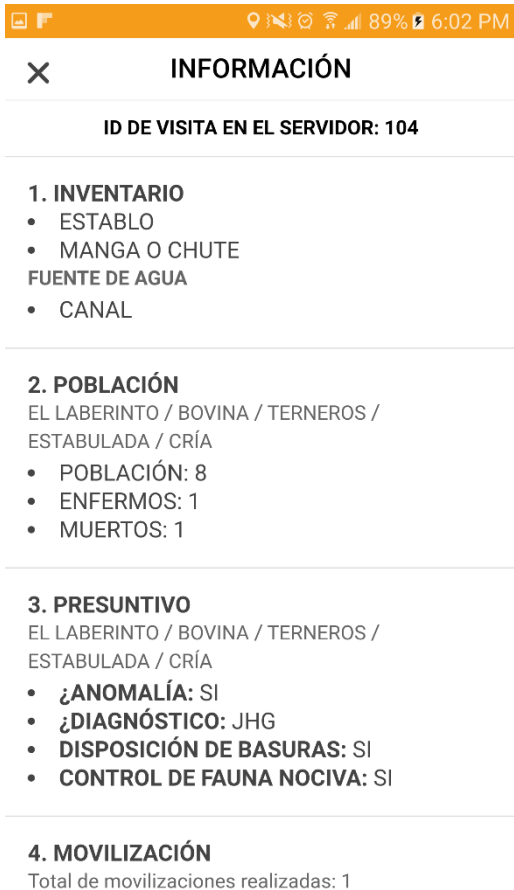 89% 6:02 PM
INFORMACIÓN
ID DE VISITA EN EL SERVIDOR: 104
1. INVENTARIO
• ESTABLO
• MANGA O CHUTE
FUENTE DE AGUA
• CANAL
2. POBLACIÓN
EL LABERINTO / BOVINA / TERNEROS /
ESTABULADA / CRÍA
• POBLACIÓN: 8
• ENFERMOS: 1
• MUERTOS: 1
3. PRESUNTIVO
EL LABERINTO / BOVINA / TERNEROS /
ESTABULADA / CRÍA
• ¿ANOMALÍA: SI
• ¿DIAGNÓSTICO: JHG
• DISPOSICIÓN DE BASURAS: SI
• CONTROL DE FAUNA NOCIVA: SI
4. MOVILIZACIÓN
Total de movilizaciones realizadas: 1